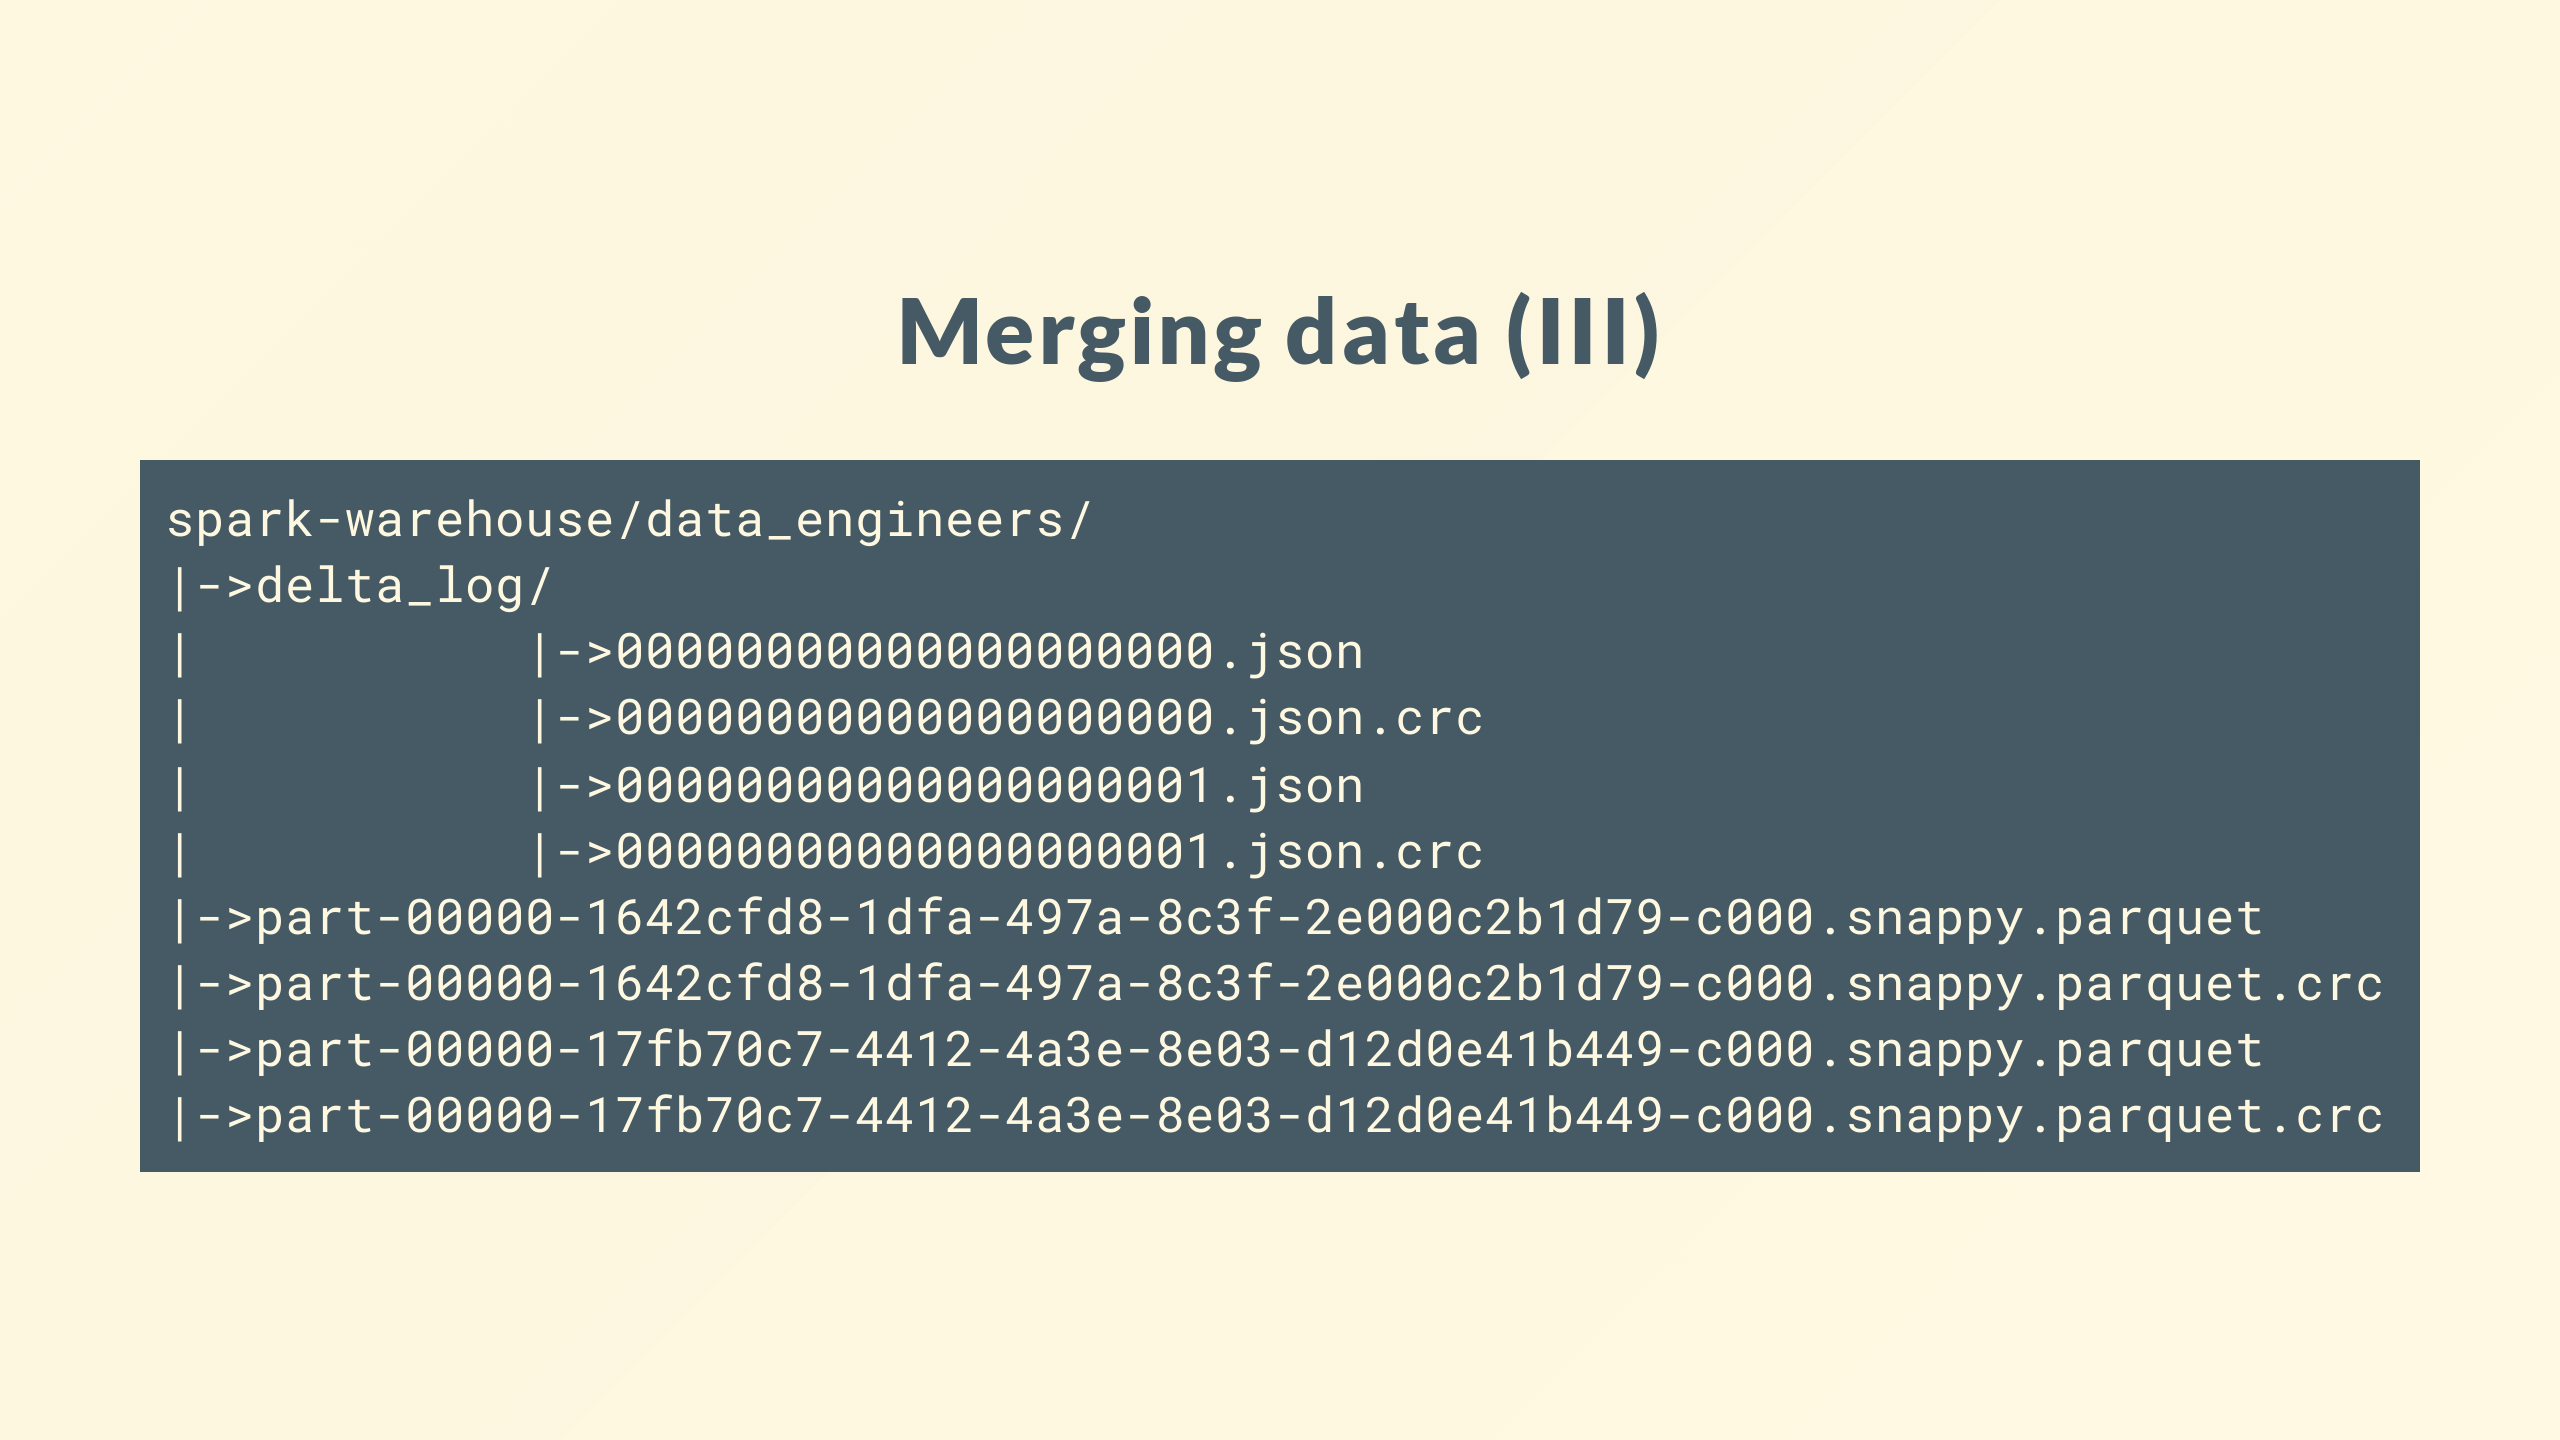 Merging data (III)
spark-warehouse/data_engineers/
|->delta_log/
|           |->00000000000000000000.json
|           |->00000000000000000000.json.crc
|           |->00000000000000000001.json
|           |->00000000000000000001.json.crc
|->part-00000-1642cfd8-1dfa-497a-8c3f-2e000c2b1d79-c000.snappy.parquet
|->part-00000-1642cfd8-1dfa-497a-8c3f-2e000c2b1d79-c000.snappy.parquet.crc
|->part-00000-17fb70c7-4412-4a3e-8e03-d12d0e41b449-c000.snappy.parquet
|->part-00000-17fb70c7-4412-4a3e-8e03-d12d0e41b449-c000.snappy.parquet.crc